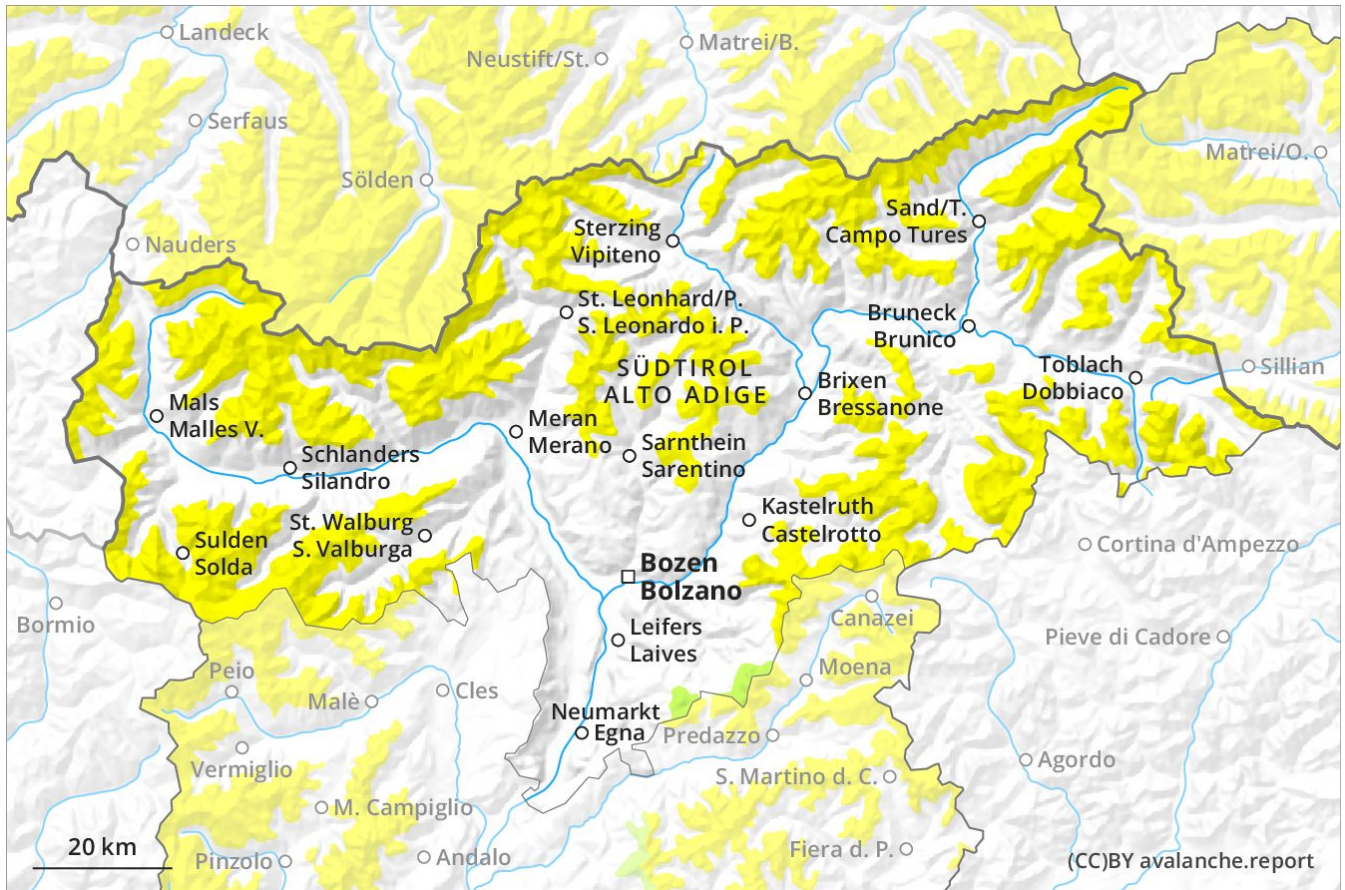 Landeck
Neustift/St.
Matrei/B.
Serfaus
Matrei/O.
Sölden
Nauders
Sand/T.
Campo Tures
Sterzing
Vipiteno
St. Leonhard/P.
S. Leonardo i. P.
Bruneck
Brunico
SÜDTIROL
ALTO ADIGE
Toblach
Dobbiaco
Sillian
Brixen
Bressanone
Mals
Malles V.
Meran
Merano
Sarnthein
Sarentino
Schlanders
Silandro
Kastelruth
Castelrotto
St. Walburg
S. Valburga
Sulden
Solda
Cortina d'Ampezzo
Bozen
Bolzano
Bormio
Canazei
Leifers
Laives
Pieve di Cadore
Peio
Moena
Malè
Cles
Neumarkt
Egna
Predazzo
Vermiglio
Agordo
S. Martino d. C.
M. Campiglio
20 km
Pinzolo
Andalo
Fiera d. P.
(CC)BY avalanche.report